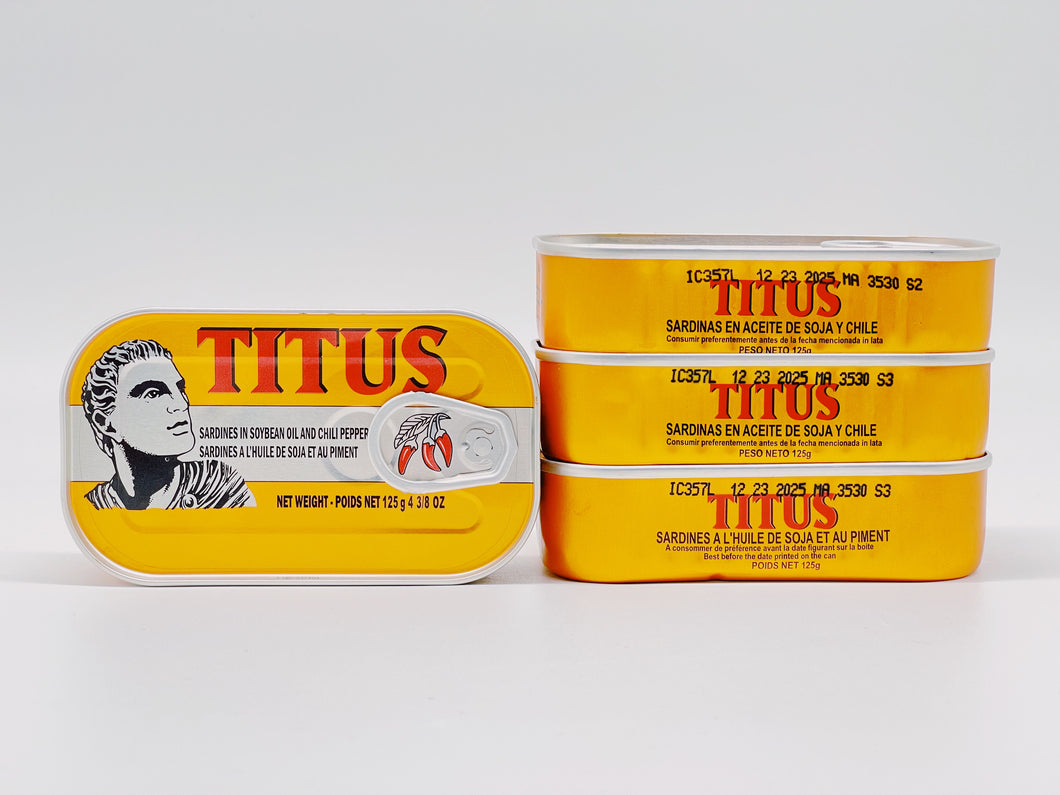 TITUS
SARDINES IN SOYBEAN OIL AND CHILI PEPPER
SARDINES A L'HUILE DE SOJA ET AU PIMENT
NET WEIGHT - POIDS NET 125 g 4 3/8 OZ
IC357L 12 23 2025 MA 3530 S2
TITUS
SARDINAS EN ACEITE DE SOJA Y CHILE
Consumir preferentemente antes de la fecha mencionada in lata
PESO NETO 125g
IC357L 12 23 2025 MA 3530 S3
TITUS
SARDINAS EN ACEITE DE SOJA Y CHILE
Consumir preferentemente antes de la fecha mencionada in lata
PESO NETO 125g
IC357L 12 23 2025 MA 3530 S3
TITUS
SARDINES A L'HUILE DE SOJA ET AU PIMENT
A consommer de préférence avant la date figurant sur la boite
Best before the date printed on the can
POIDS NET 125g